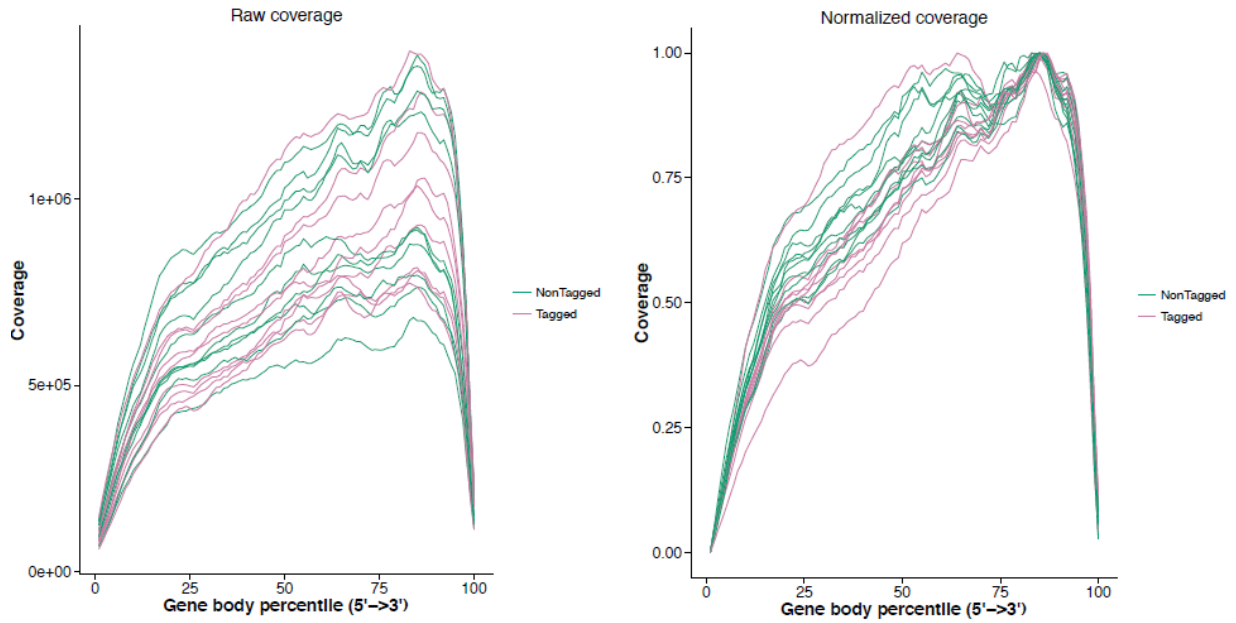 Raw coverage
Coverage
1e+06
5e+05
0e+00
0 25 50 75 100
Gene body percentile (5'->3')
NonTagged
Tagged
Normalized coverage
Coverage
1.00
0.75
0.50
0.25
0.00
0 25 50 75 100
Gene body percentile (5'->3')
NonTagged
Tagged